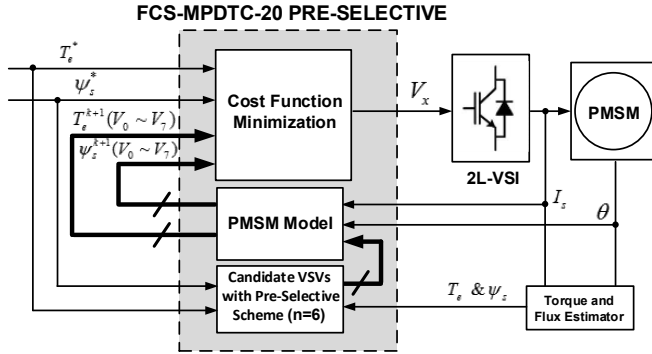 FCS-MPDTC-20 PRE-SELECTIVE
T_e^*
ψ_s^*
T_e^{k+1}(V_0 ~ V_7)
ψ_s^{k+1}(V_0 ~ V_7)
Cost Function
Minimization
V_x
2L-VSI
PMSM
I_s
θ
PMSM Model
Candidate VSVs
with Pre-Selective
Scheme (n=6)
T_e & ψ_s
Torque and
Flux Estimator